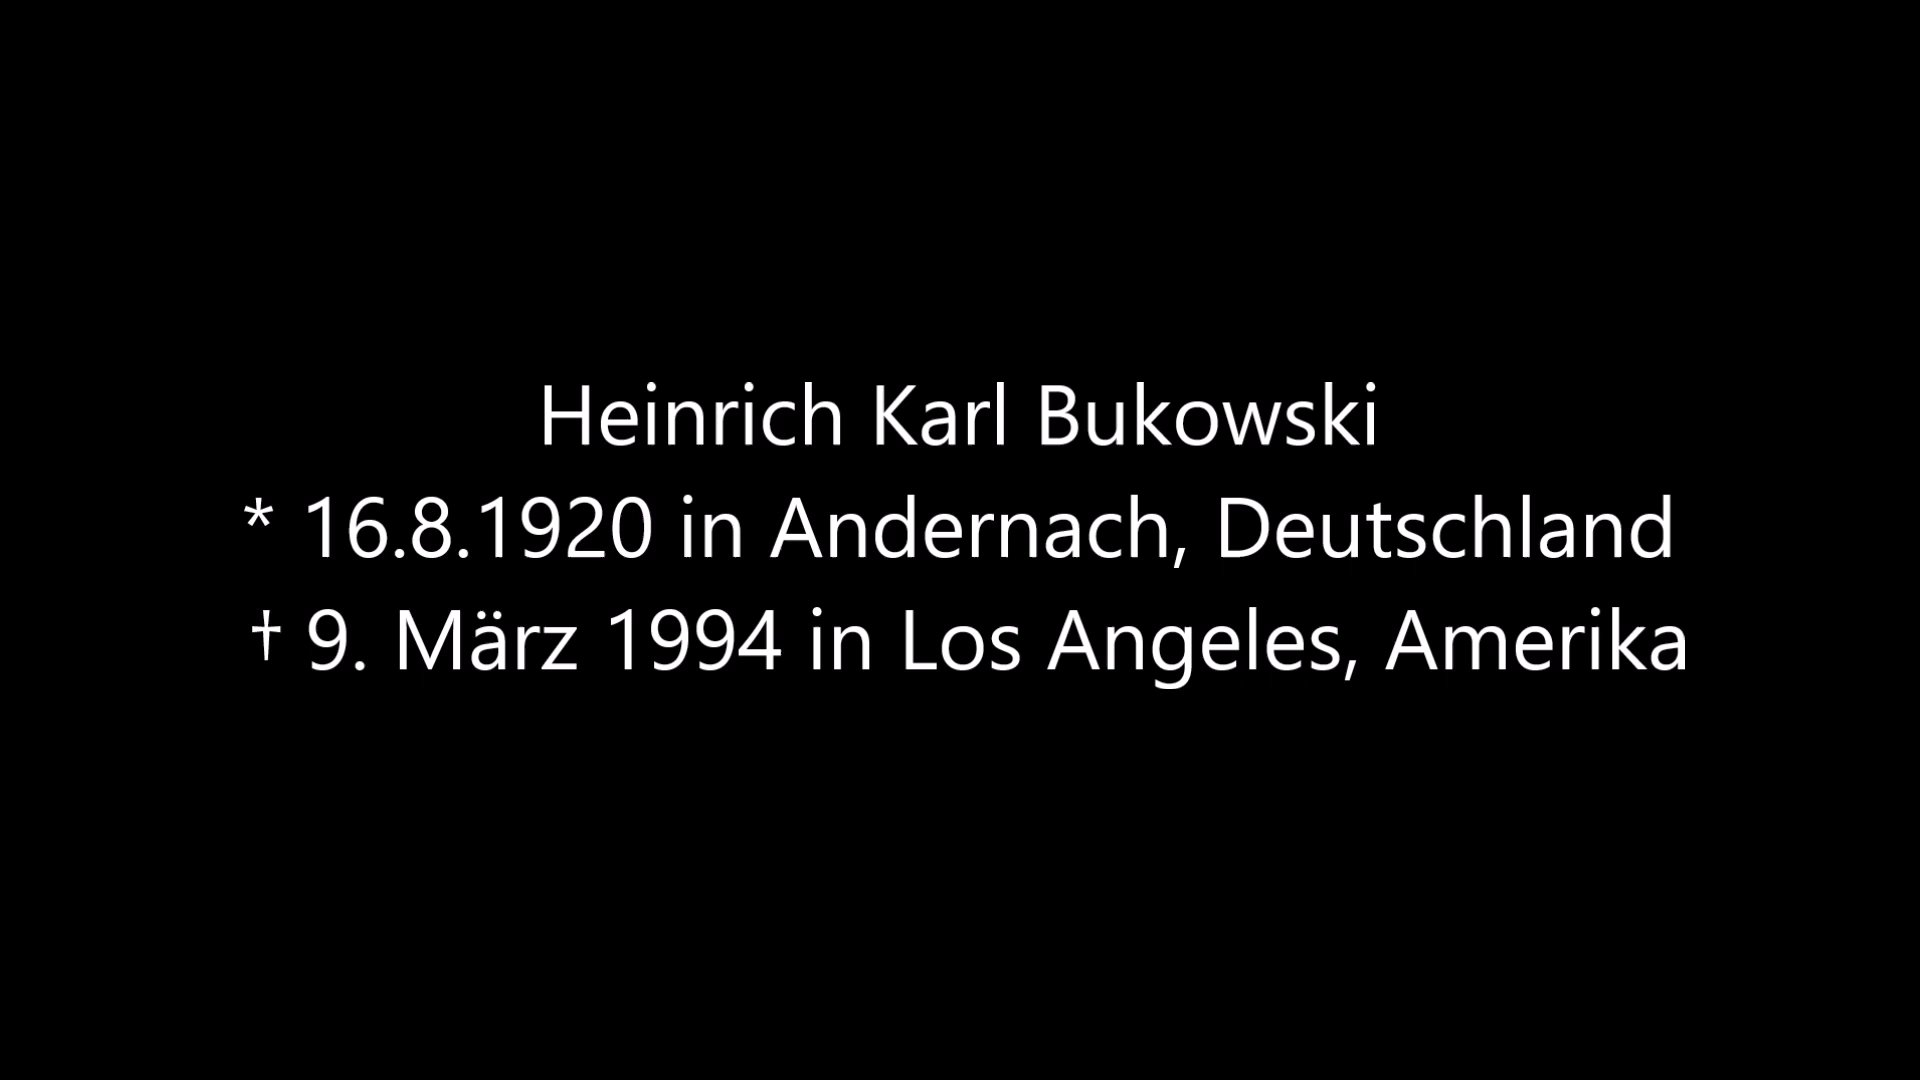 Heinrich Karl Bukowski
* 16.8.1920 in Andernach, Deutschland
† 9. März 1994 in Los Angeles, Amerika